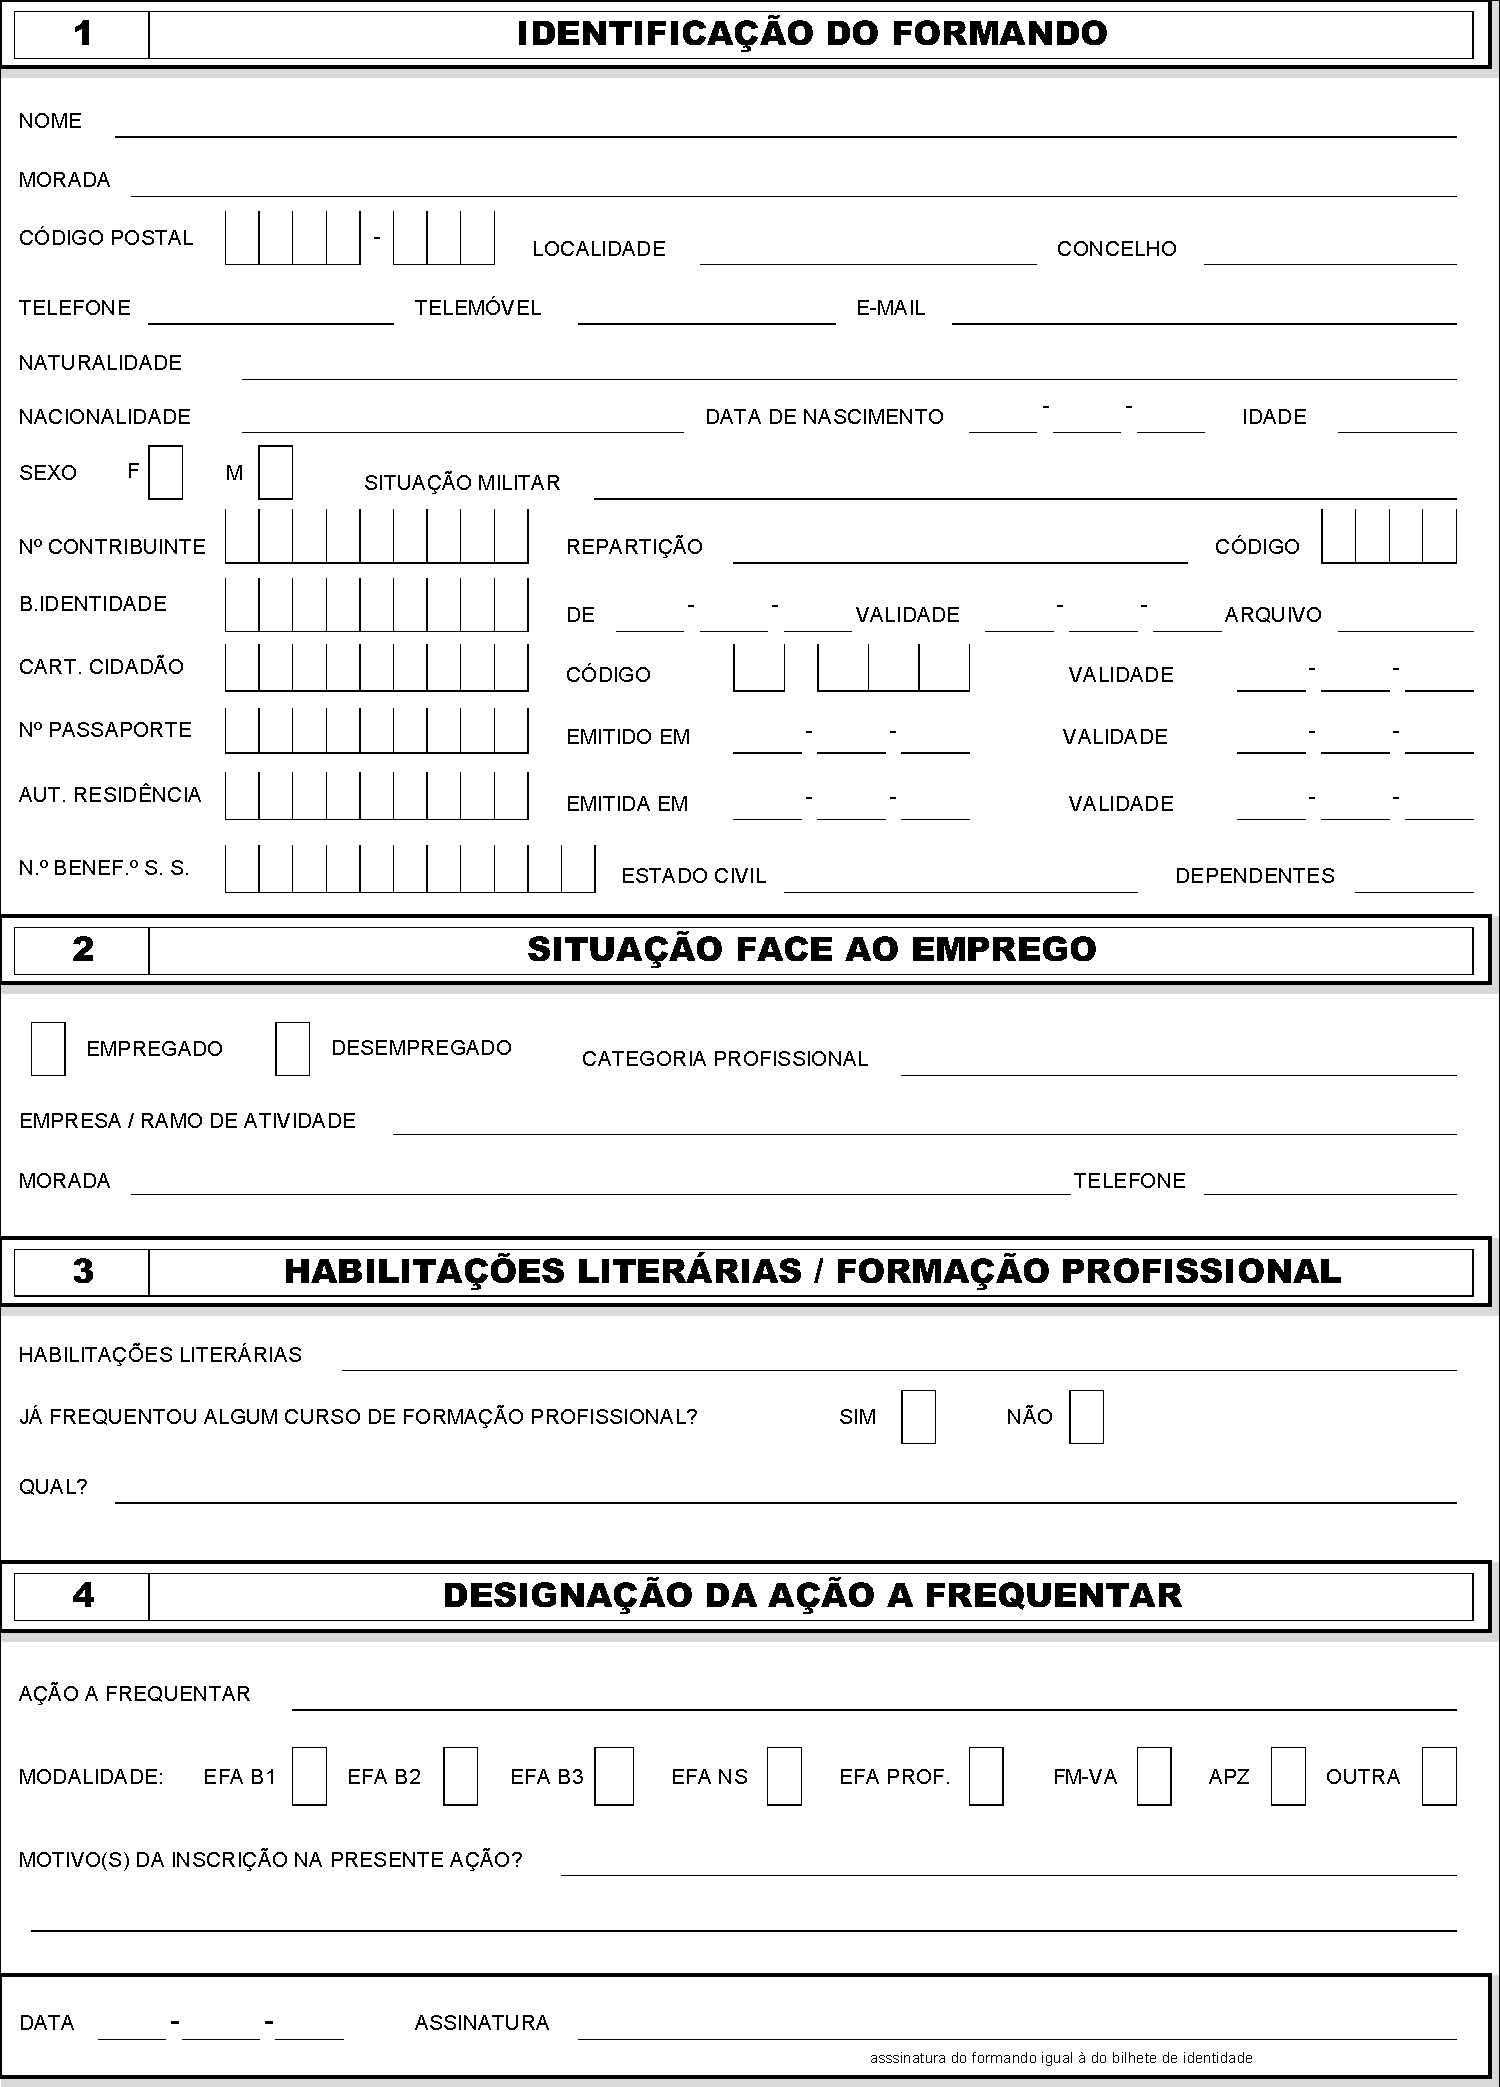 1 IDENTIFICAÇÃO DO FORMANDO
NOME
MORADA
CÓDIGO POSTAL - LOCALIDADE CONCELHO
TELEFONE TELEMÓVEL E-MAIL
NATURALIDADE
NACIONALIDADE DATA DE NASCIMENTO - - IDADE
SEXO F M SITUAÇÃO MILITAR
Nº CONTRIBUINTE REPARTIÇÃO CÓDIGO
B.IDENTIDADE DE - - VALIDADE - - ARQUIVO
CART. CIDADÃO CÓDIGO VALIDADE - -
Nº PASSAPORTE EMITIDO EM - - VALIDADE - -
AUT. RESIDÊNCIA EMITIDA EM - - VALIDADE - -
N.º BENEF.º S. S. ESTADO CIVIL DEPENDENTES
2 SITUAÇÃO FACE AO EMPREGO
EMPREGADO DESEMPREGADO CATEGORIA PROFISSIONAL
EMPRESA / RAMO DE ATIVIDADE
MORADA TELEFONE
3 HABILITAÇÕES LITERÁRIAS / FORMAÇÃO PROFISSIONAL
HABILITAÇÕES LITERÁRIAS
JÁ FREQUENTOU ALGUM CURSO DE FORMAÇÃO PROFISSIONAL? SIM NÃO
QUAL?
4 DESIGNAÇÃO DA AÇÃO A FREQUENTAR
AÇÃO A FREQUENTAR
MODALIDADE: EFA B1 EFA B2 EFA B3 EFA NS EFA PROF. FM-VA APZ OUTRA
MOTIVO(S) DA INSCRIÇÃO NA PRESENTE AÇÃO?
DATA - - ASSINATURA
asssinatura do formando igual à do bilhete de identidade